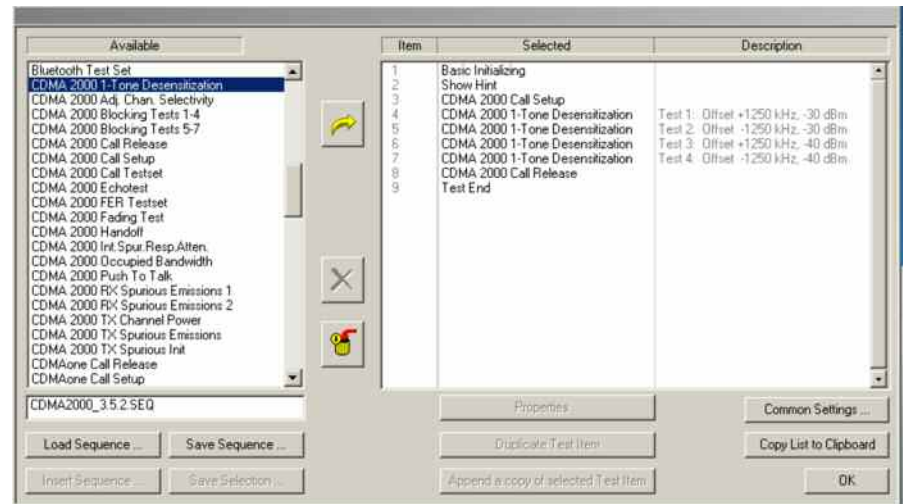 Available
Bluetooth Test Set
CDMA 2000 1-Tone Desensitization
CDMA 2000 Adj. Chan. Selectivity
CDMA 2000 Blocking Tests 1-4
CDMA 2000 Blocking Tests 5-7
CDMA 2000 Call Release
CDMA 2000 Call Setup
CDMA 2000 Call Testset
CDMA 2000 Echotest
CDMA 2000 FER Testset
CDMA 2000 Fading Test
CDMA 2000 Handoff
CDMA 2000 Int.Spur.Resp.Atten.
CDMA 2000 Occupied Bandwidth
CDMA 2000 Push To Talk
CDMA 2000 RX Spurious Emissions 1
CDMA 2000 RX Spurious Emissions 2
CDMA 2000 TX Channel Power
CDMA 2000 TX Spurious Emissions
CDMA 2000 TX Spurious Init
CDMAone Call Release
CDMAone Call Setup
CDMA2000_3.5.2.SEQ
Load Sequence ... Save Sequence ...
Insert Sequence ... Save Selection ...
Item Selected Description
1 Basic Initializing
2 Show Hint
3 CDMA 2000 Call Setup
4 CDMA 2000 1-Tone Desensitization Test 1: Offset +1250 kHz, -30 dBm
5 CDMA 2000 1-Tone Desensitization Test 2: Offset -1250 kHz, -30 dBm
6 CDMA 2000 1-Tone Desensitization Test 3: Offset +1250 kHz, -40 dBm
7 CDMA 2000 1-Tone Desensitization Test 4: Offset -1250 kHz, -40 dBm
8 CDMA 2000 Call Release
9 Test End
Properties Common Settings ...
Duplicate Test Item Copy List to Clipboard
Append a copy of selected Test Item OK